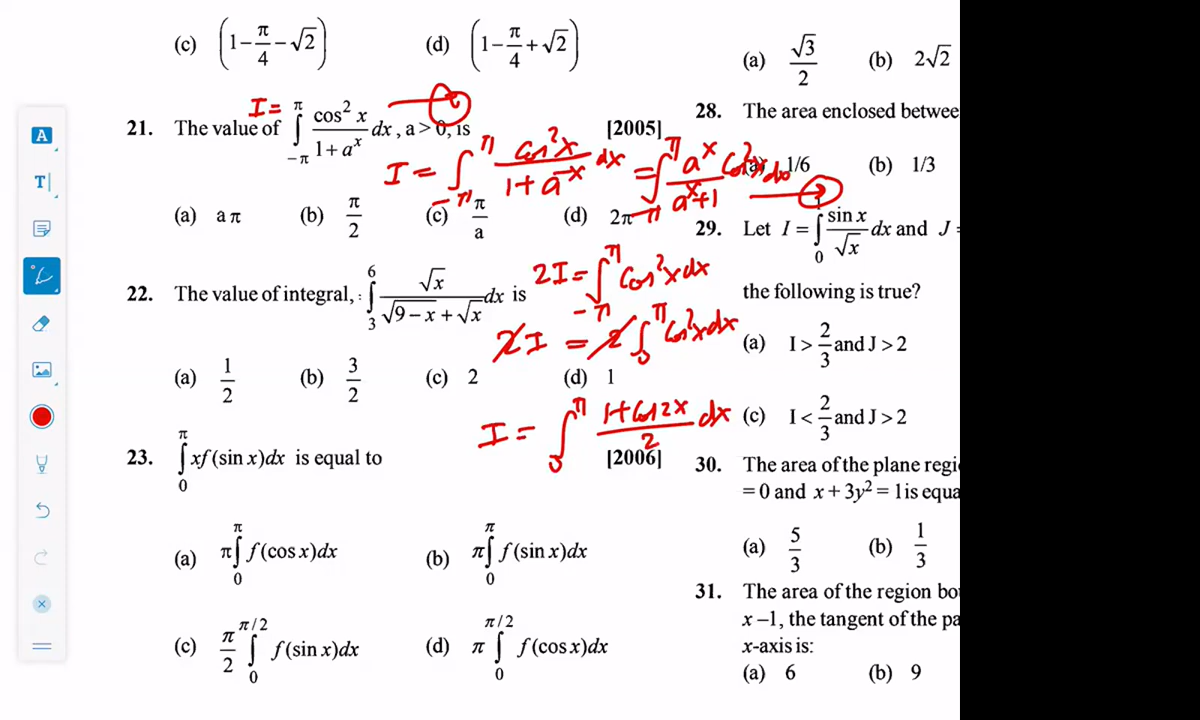 (c) (1 − π/4 − √2) (d) (1 − π/4 + √2)
I =
21. The value of ∫_{−π}^{π} cos² x / (1 + a^x) dx , a > 0, is [2005]
I = ∫_{−π}^{π} cos²x / (1 + a^{−x}) dx = ∫_{−π}^{π} a^x cos²x dx / (a^x + 1)
(a) a π (b) π/2 (c) π/a (d) 2π
22. The value of integral, ∫_3^6 √x / (√(9 − x) + √x) dx is
2I = ∫_{−π}^{π} cos²x dx
2I = 2 ∫_0^π cos²x dx
(a) 1/2 (b) 3/2 (c) 2 (d) 1
I = ∫_0^π (1 + cos 2x)/2 dx
23. ∫_0^π x f (sin x) dx is equal to [2006]
(a) π ∫_0^π f (cos x) dx (b) π ∫_0^π f (sin x) dx
(c) π/2 ∫_0^{π/2} f (sin x) dx (d) π ∫_0^{π/2} f (cos x) dx
(a) √3/2 (b) 2√2
28. The area enclosed betwee
1/6 (b) 1/3
29. Let I = ∫_0 sin x / √x dx and J =
the following is true?
(a) I > 2/3 and J > 2
(c) I < 2/3 and J > 2
30. The area of the plane regi
= 0 and x + 3y² = 1 is equa
(a) 5/3 (b) 1/3
31. The area of the region bo
x −1, the tangent of the pa
x-axis is:
(a) 6 (b) 9
A
T